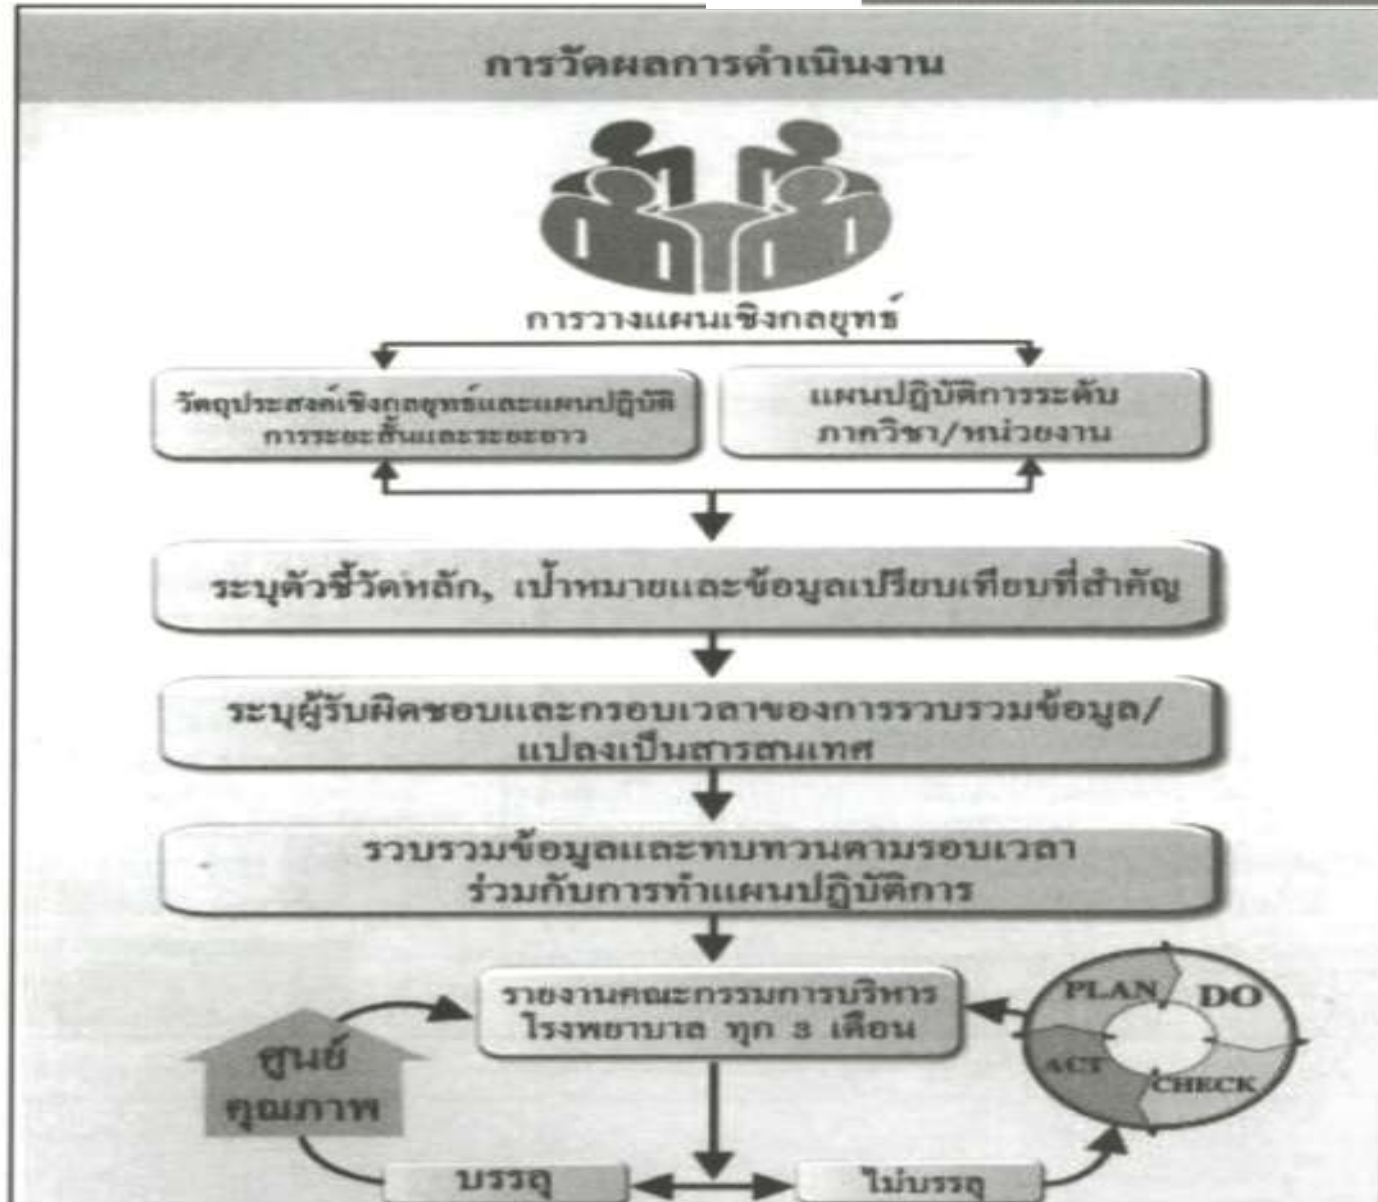 การวัดผลการดำเนินงาน
การวางแผนเชิงกลยุทธ์
วัตถุประสงค์เชิงกลยุทธ์และแผนปฏิบัติ
การระยะสั้นและระยะยาว
แผนปฏิบัติการระดับ
ภาควิชา/หน่วยงาน
ระบุตัวชี้วัดหลัก, เป้าหมายและข้อมูลเปรียบเทียบที่สำคัญ
ระบุผู้รับผิดชอบและกรอบเวลาของการรวบรวมข้อมูล/
แปลงเป็นสารสนเทศ
รวบรวมข้อมูลและทบทวนตามรอบเวลา
ร่วมกับการทำแผนปฏิบัติการ
รายงานคณะกรรมการบริหาร
โรงพยาบาล ทุก 3 เดือน
ศูนย์
คุณภาพ
PLAN
DO
ACT
CHECK
บรรลุ
ไม่บรรลุ